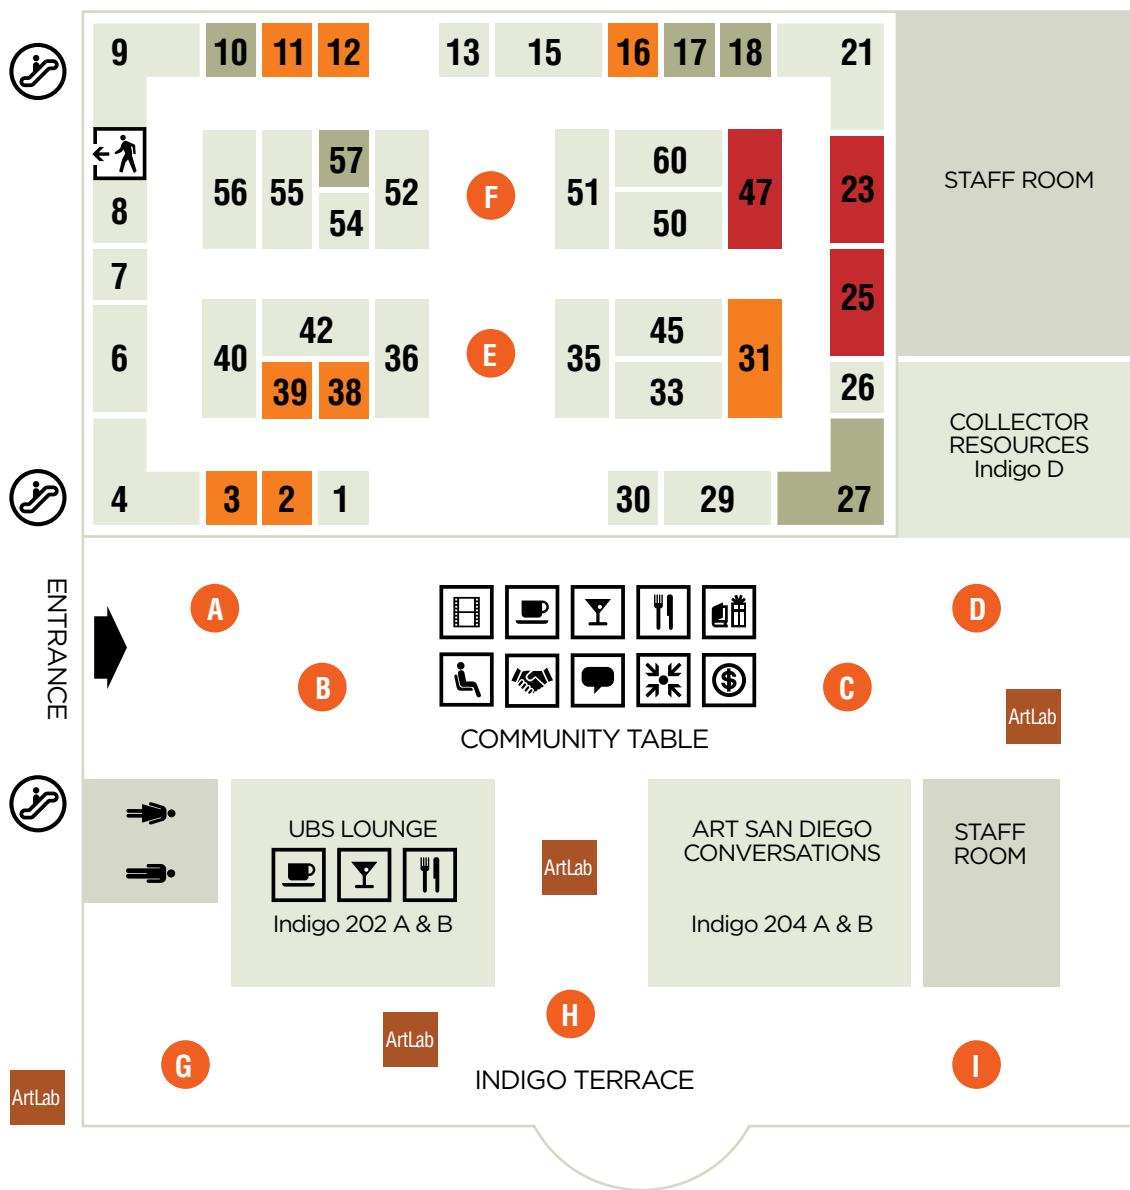 9
10
11
12
13
15
16
17
18
21
56
55
57
54
52
F
51
60
50
47
23
STAFF ROOM
8
7
6
40
42
39
38
36
E
35
45
33
31
25
26
COLLECTOR
RESOURCES
Indigo D
4
3
2
1
30
29
27
ENTRANCE
A
B
C
D
COMMUNITY TABLE
ArtLab
UBS LOUNGE
Indigo 202 A & B
ArtLab
ART SAN DIEGO
CONVERSATIONS
Indigo 204 A & B
STAFF
ROOM
ArtLab
G
ArtLab
H
INDIGO TERRACE
I
$